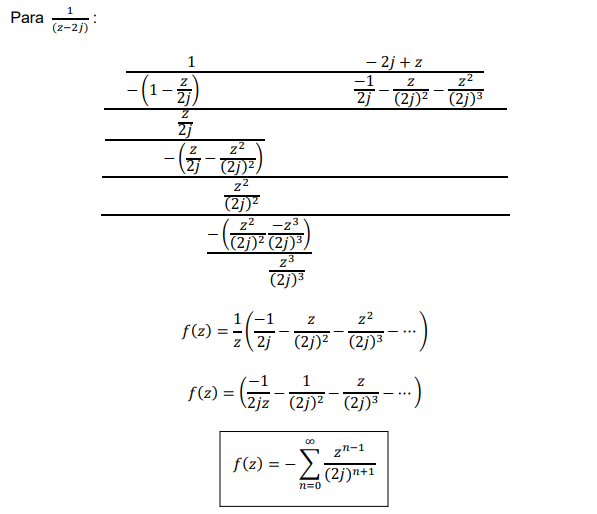 Para 1/(z−2j) :
1 − 2j + z
−(1 − z/2j) −1/2j − z/(2j)² − z²/(2j)³
z/2j
−(z/2j − z²/(2j)²)
z²/(2j)²
−(z²/(2j)² −z³/(2j)³)
z³/(2j)³
f(z) = 1/z (−1/2j − z/(2j)² − z²/(2j)³ − ⋯)
f(z) = (−1/2jz − 1/(2j)² − z/(2j)³ − ⋯)
f(z) = − ∑_{n=0}^{∞} z^{n−1}/(2j)^{n+1}